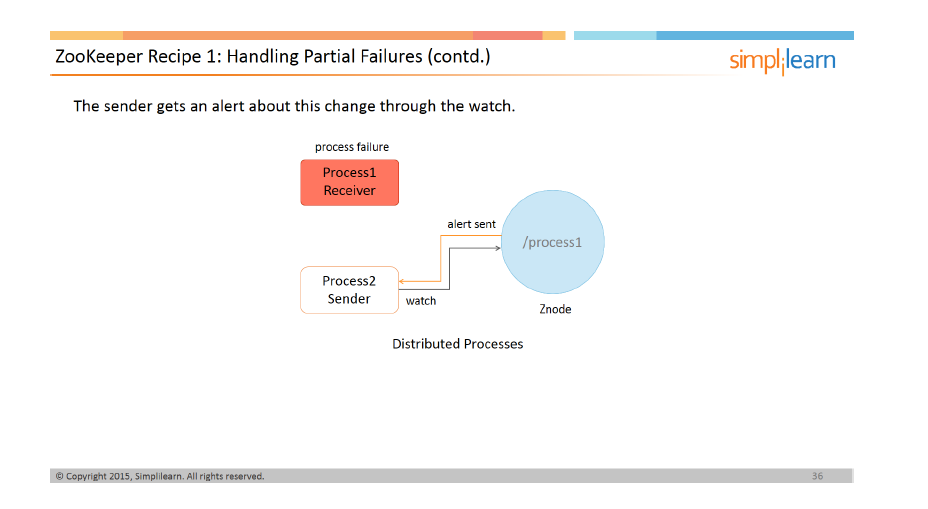 ZooKeeper Recipe 1: Handling Partial Failures (contd.)
simplilearn
The sender gets an alert about this change through the watch.
process failure
Process1
Receiver
alert sent
/process1
Process2
Sender
watch
Znode
Distributed Processes
© Copyright 2015, Simplilearn. All rights reserved.
36